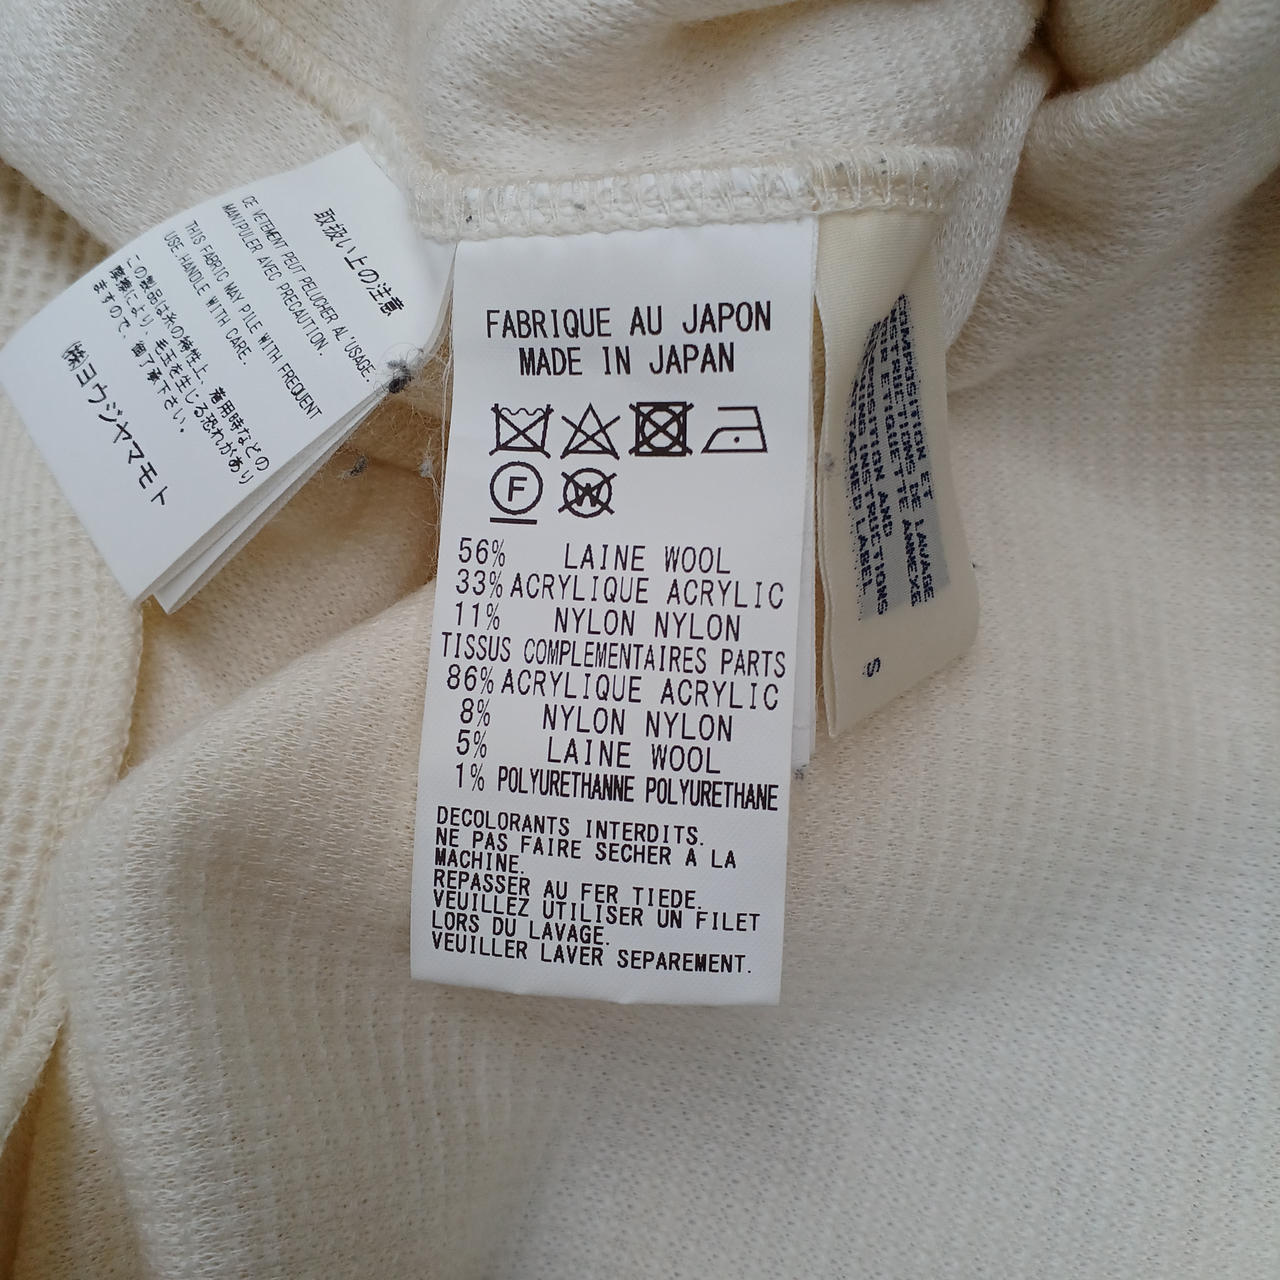 取扱い上の注意
CE VETEMENT PEUT PELUCHER AL'USAGE.
MANIPULER AVEC PRECAUTION.
THIS FABRIC MAY PILE WITH FREQUENT
USE.HANDLE WITH CARE.
この製品は糸の特性上、着用時などの
摩擦により、毛玉を生じる恐れがあり
ますので、御了承下さい。
㈱ヨウジヤマモト
FABRIQUE AU JAPON
MADE IN JAPAN
F
W
56% LAINE WOOL
33% ACRYLIQUE ACRYLIC
11% NYLON NYLON
TISSUS COMPLEMENTAIRES PARTS
86% ACRYLIQUE ACRYLIC
8% NYLON NYLON
5% LAINE WOOL
1% POLYURETHANNE POLYURETHANE
DECOLORANTS INTERDITS.
NE PAS FAIRE SECHER A LA
MACHINE.
REPASSER AU FER TIEDE.
VEUILLEZ UTILISER UN FILET
LORS DU LAVAGE.
VEUILLER LAVER SEPAREMENT.
COMPOSITION ET
INSTRUCTIONS DE LAVAGE
ETIQUETTE ANNEXE
COMPOSITION AND
INSTRUCTIONS
ATTACHED LABEL
S